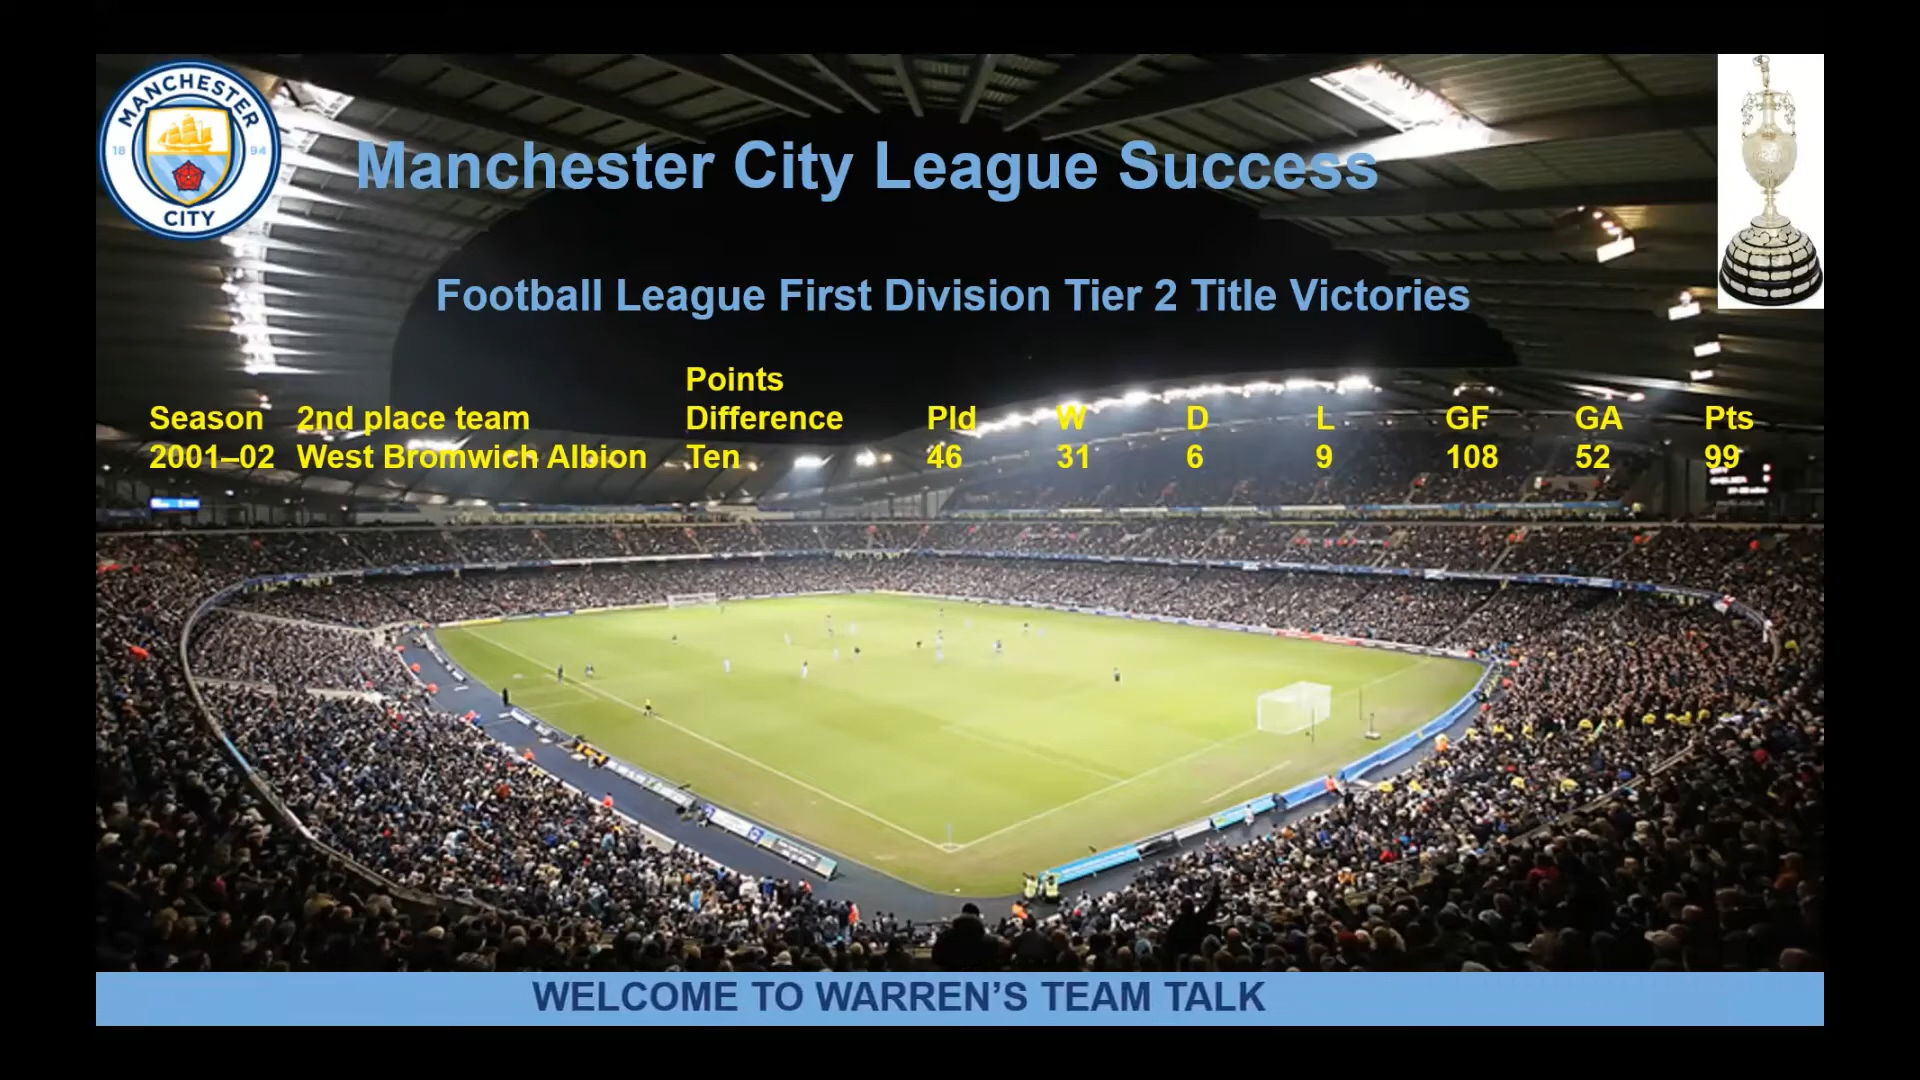 MANCHESTER
18 94
CITY
Manchester City League Success
Football League First Division Tier 2 Title Victories
Points
Season 2nd place team Difference Pld W D L GF GA Pts
2001–02 West Bromwich Albion Ten 46 31 6 9 108 52 99
WELCOME TO WARREN’S TEAM TALK